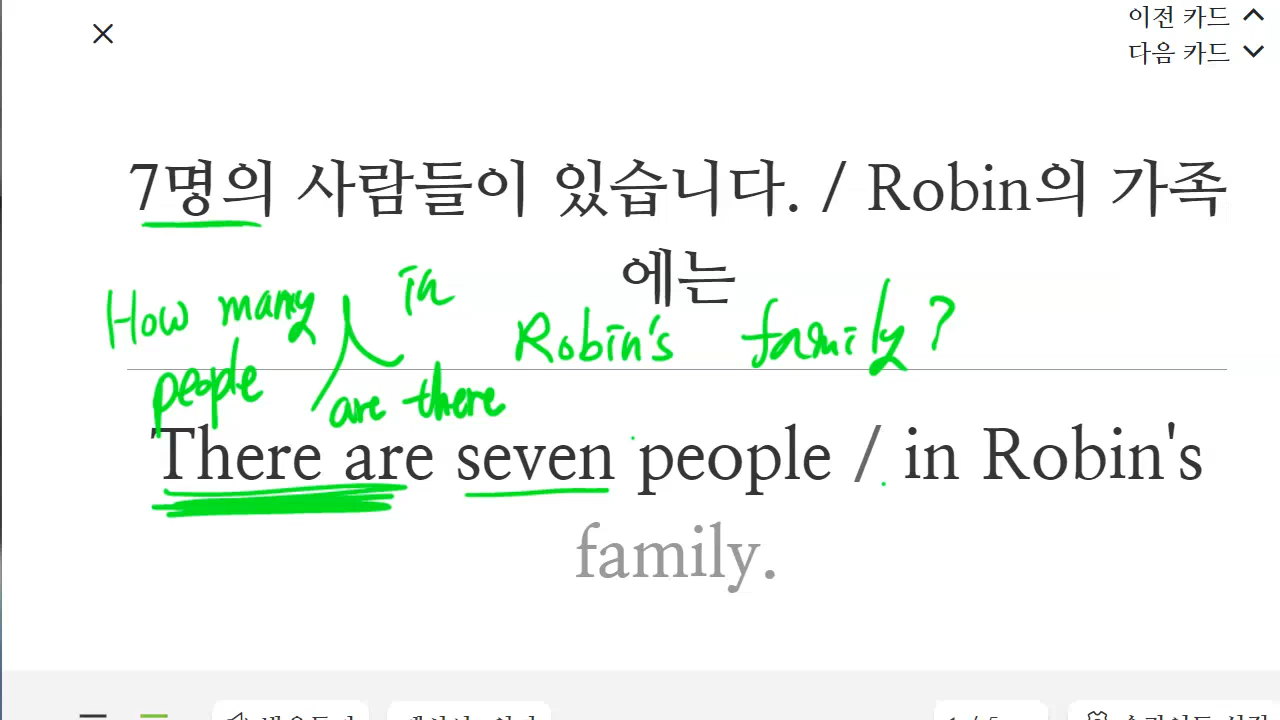 이전 카드
다음 카드
7명의 사람들이 있습니다. / Robin의 가족
에는
How many in
people are there Robin's family?
There are seven people / in Robin's
family.